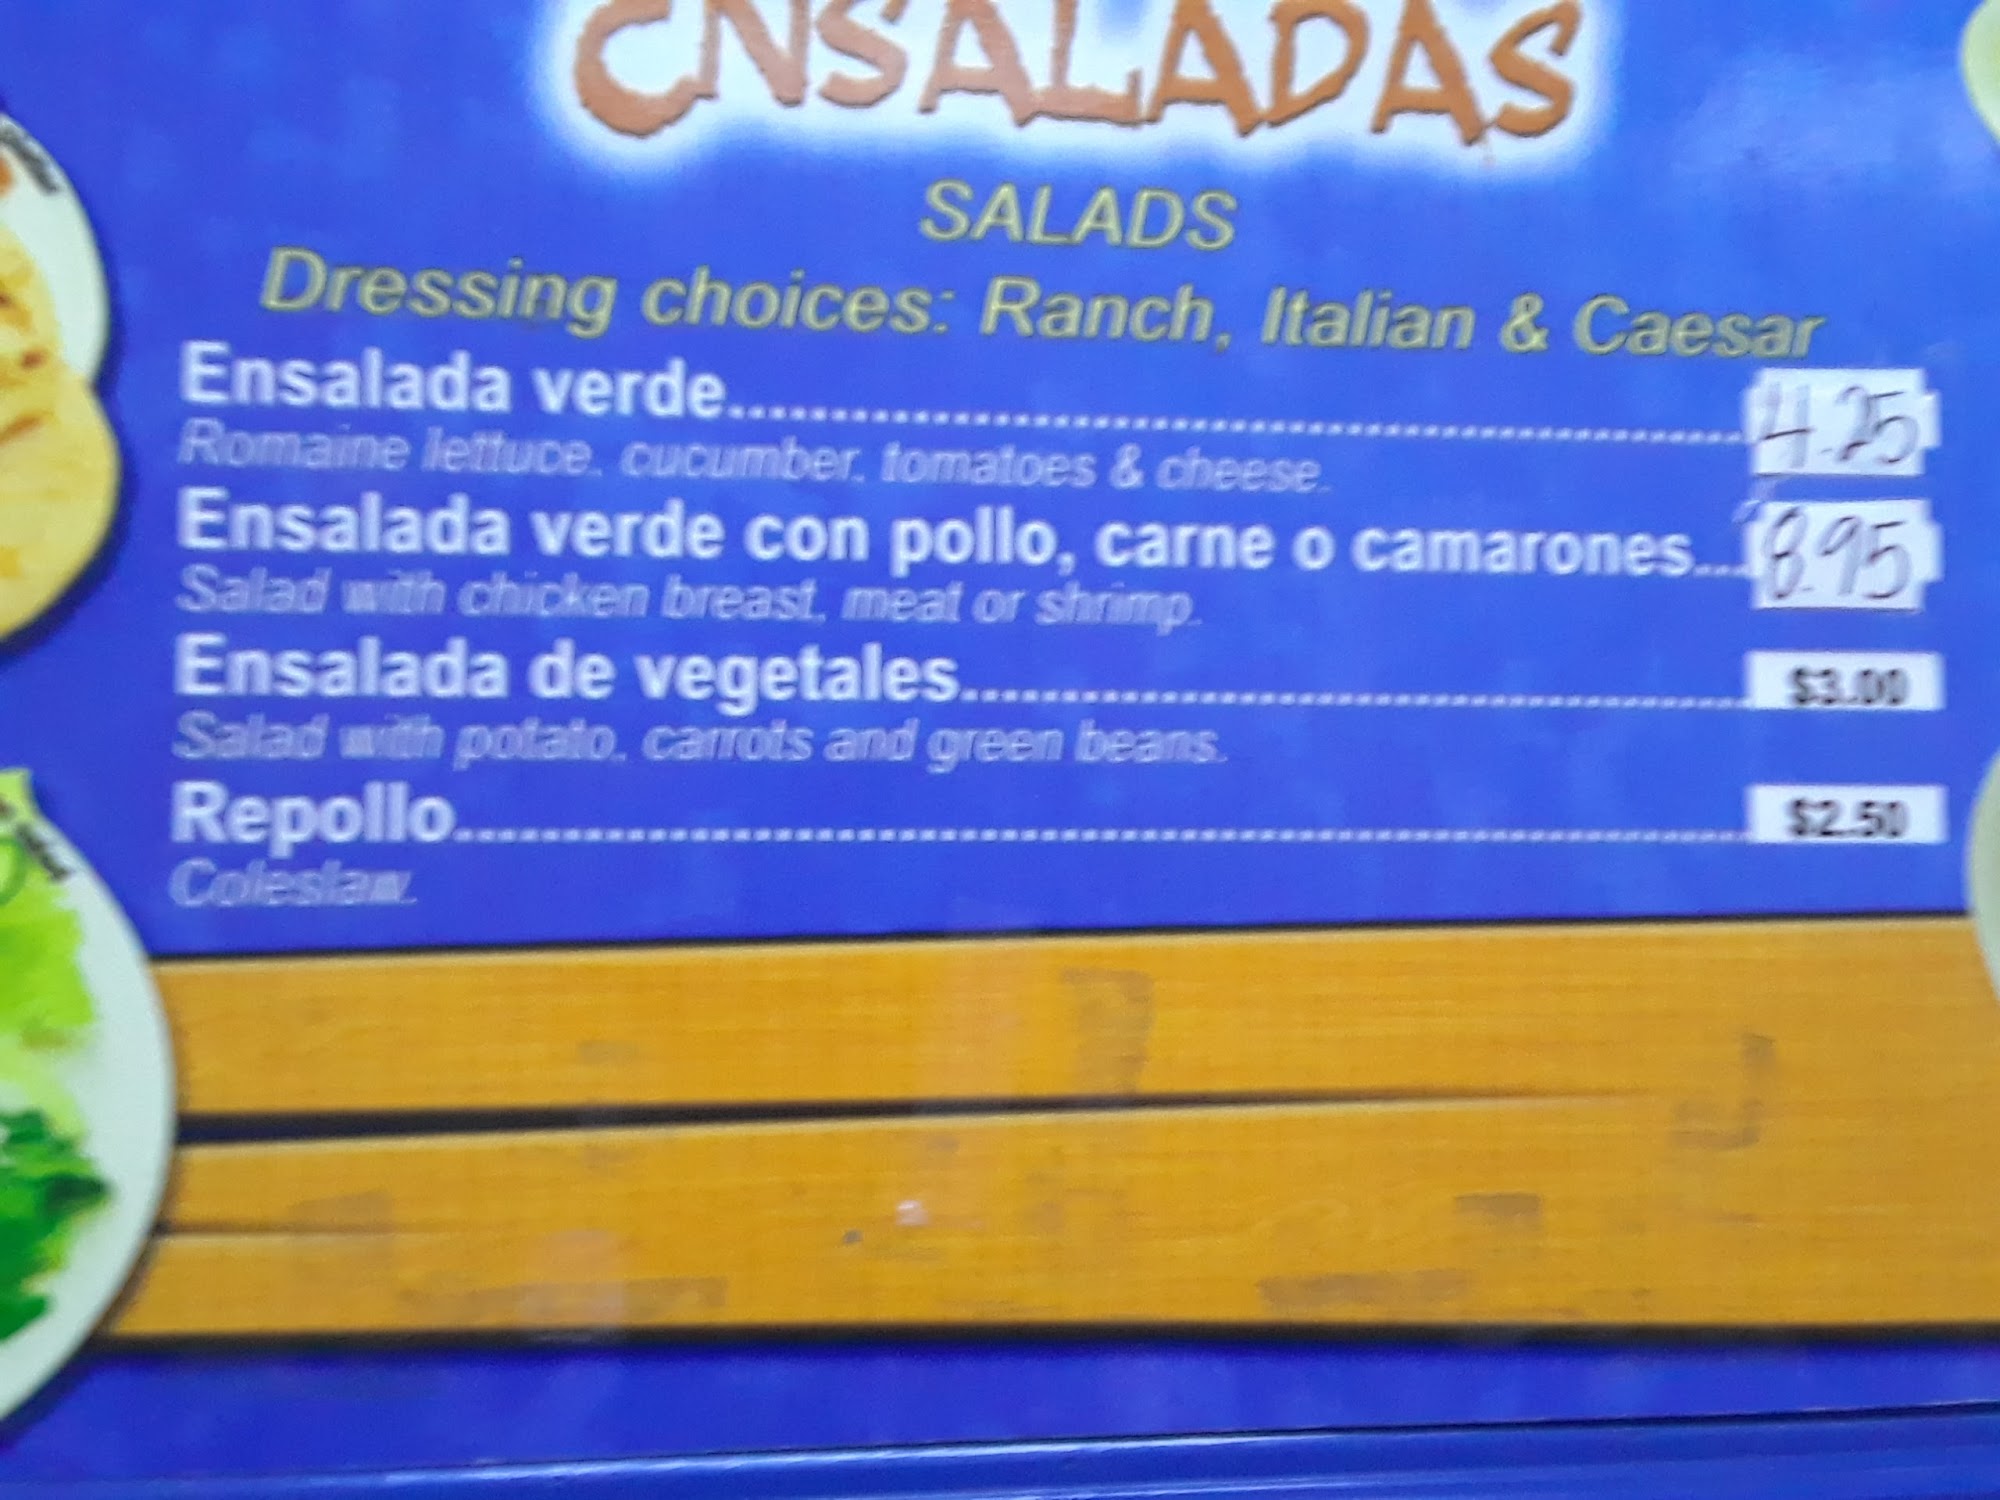 ENSALADAS
SALADS
Dressing choices: Ranch, Italian & Caesar
Ensalada verde........................................ 4.25
Romaine lettuce, cucumber, tomatoes & cheese.
Ensalada verde con pollo, carne o camarones... 8.95
Salad with chicken breast, meat or shrimp.
Ensalada de vegetales........................................ $3.00
Salad with potato, carrots and green beans.
Repollo........................................ $2.50
Coleslaw.